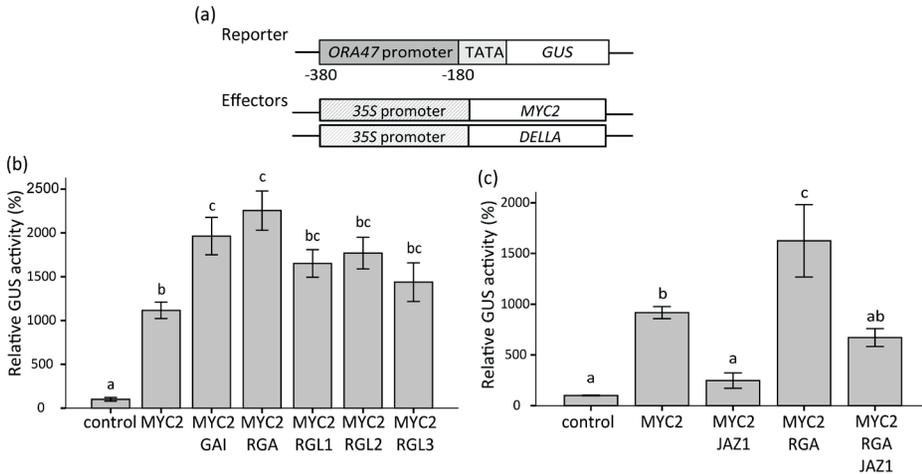 (a)
Reporter
ORA47 promoter TATA GUS
-380 -180
Effectors
35S promoter MYC2
35S promoter DELLA
(b)
Relative GUS activity (%)
2500
2000
1500
1000
500
0
a b c c bc bc bc
control MYC2 MYC2 MYC2 MYC2 MYC2 MYC2
GAI RGA RGL1 RGL2 RGL3
(c)
Relative GUS activity (%)
2000
1500
1000
500
0
a b a c ab
control MYC2 MYC2 MYC2 MYC2
JAZ1 RGA RGA
JAZ1